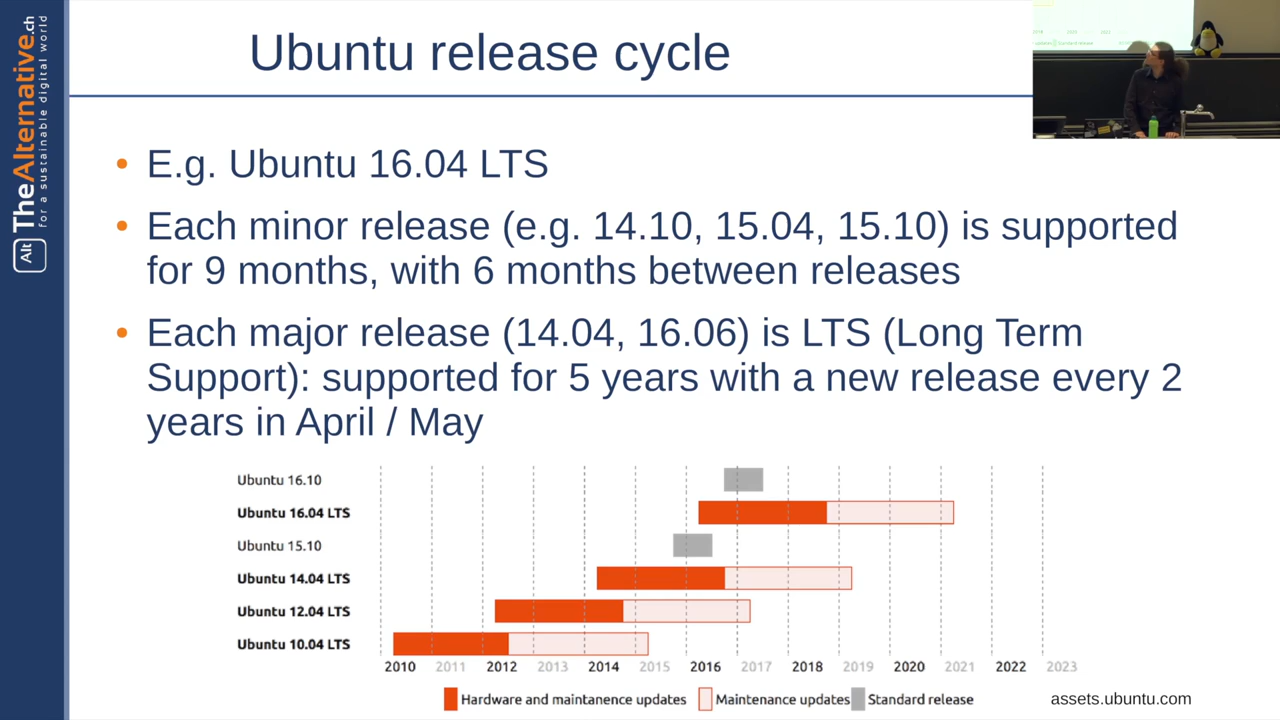 Alt TheAlternative.ch
for a sustainable digital world
Ubuntu release cycle
E.g. Ubuntu 16.04 LTS
Each minor release (e.g. 14.10, 15.04, 15.10) is supported
for 9 months, with 6 months between releases
Each major release (14.04, 16.06) is LTS (Long Term
Support): supported for 5 years with a new release every 2
years in April / May
Ubuntu 16.10
Ubuntu 16.04 LTS
Ubuntu 15.10
Ubuntu 14.04 LTS
Ubuntu 12.04 LTS
Ubuntu 10.04 LTS
2010 2011 2012 2013 2014 2015 2016 2017 2018 2019 2020 2021 2022 2023
Hardware and maintanence updates Maintenance updates Standard release
assets.ubuntu.com